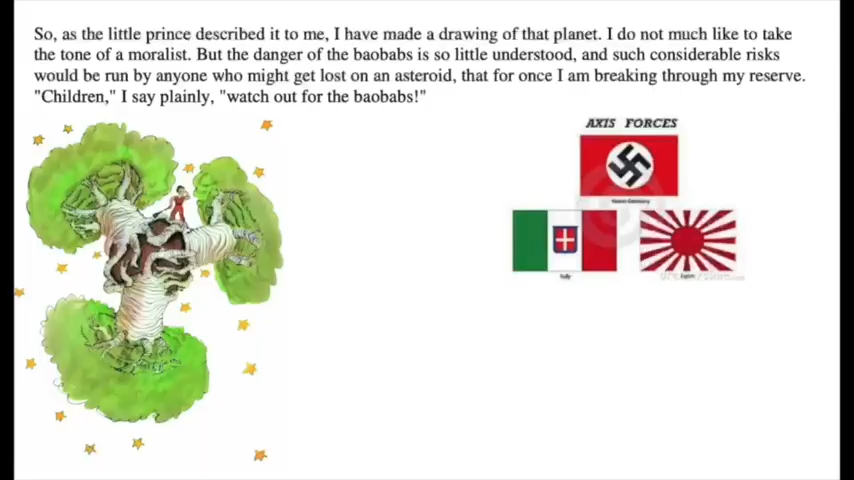 So, as the little prince described it to me, I have made a drawing of that planet. I do not much like to take
the tone of a moralist. But the danger of the baobabs is so little understood, and such considerable risks
would be run by anyone who might get lost on an asteroid, that for once I am breaking through my reserve.
"Children," I say plainly, "watch out for the baobabs!"
AXIS FORCES
Italy